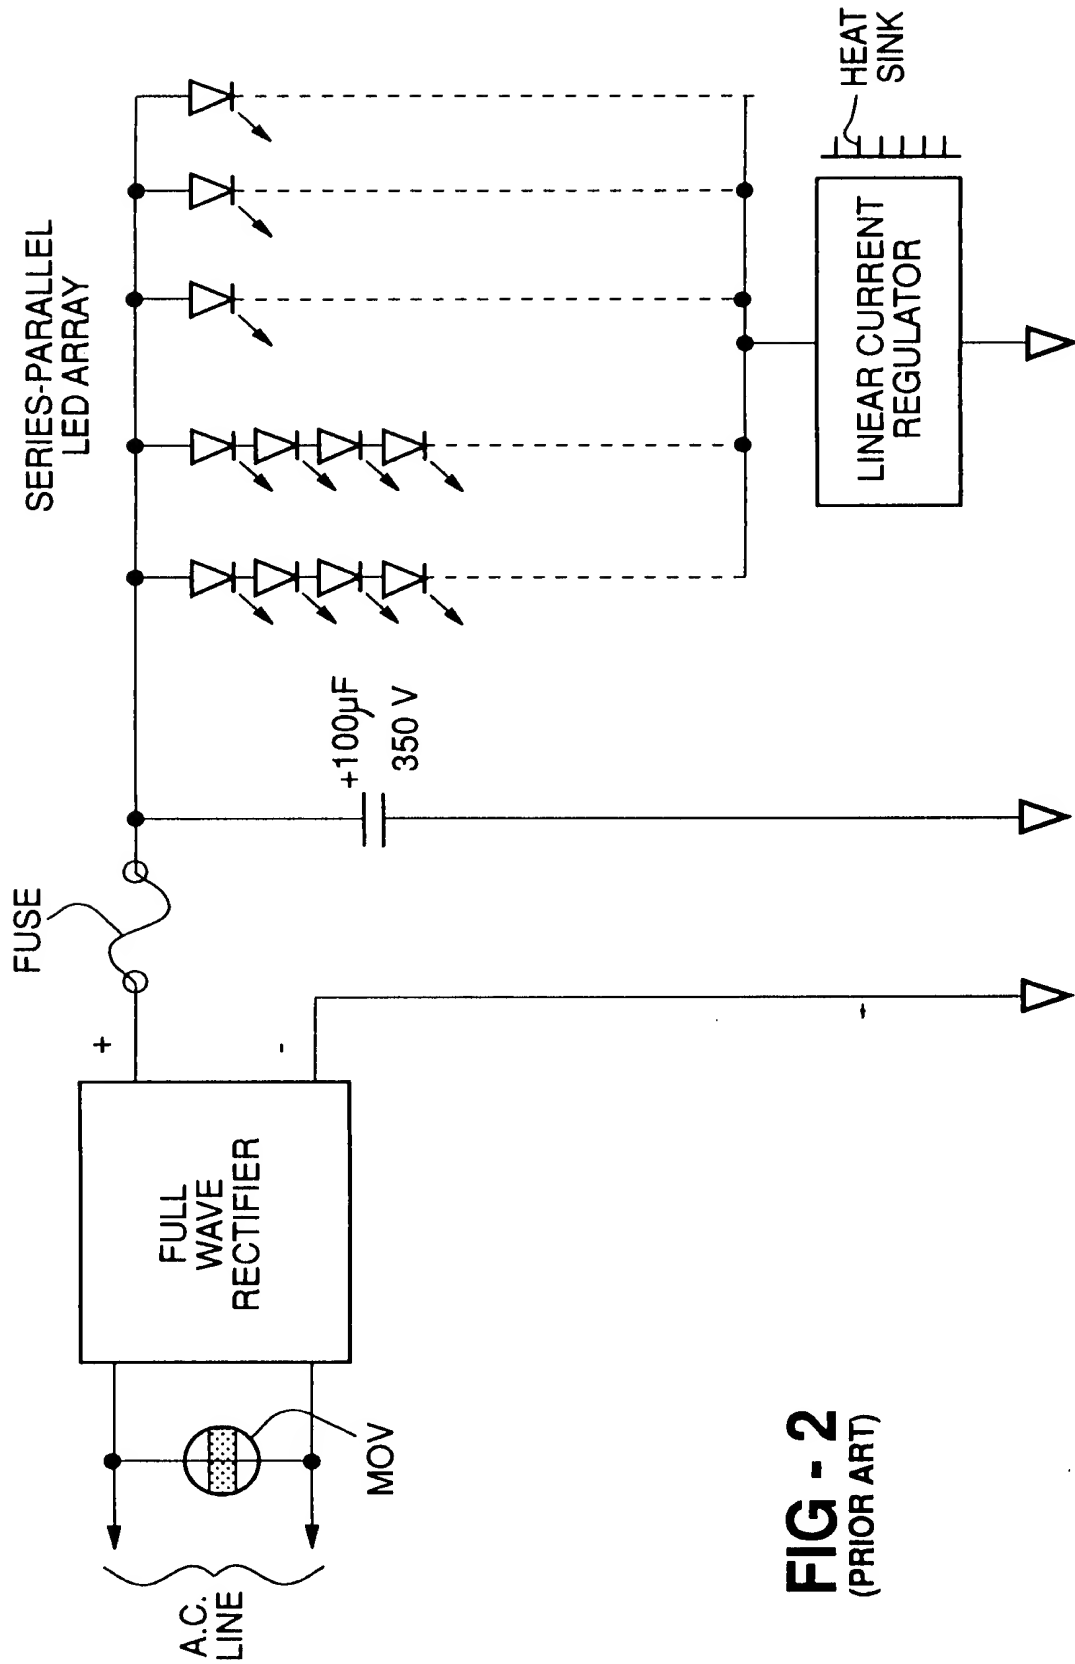 SERIES-PARALLEL
LED ARRAY
FUSE
+
-
FULL
WAVE
RECTIFIER
A.C.
LINE
MOV
+100µF
350 V
LINEAR CURRENT
REGULATOR
HEAT
SINK
FIG - 2
(PRIOR ART)